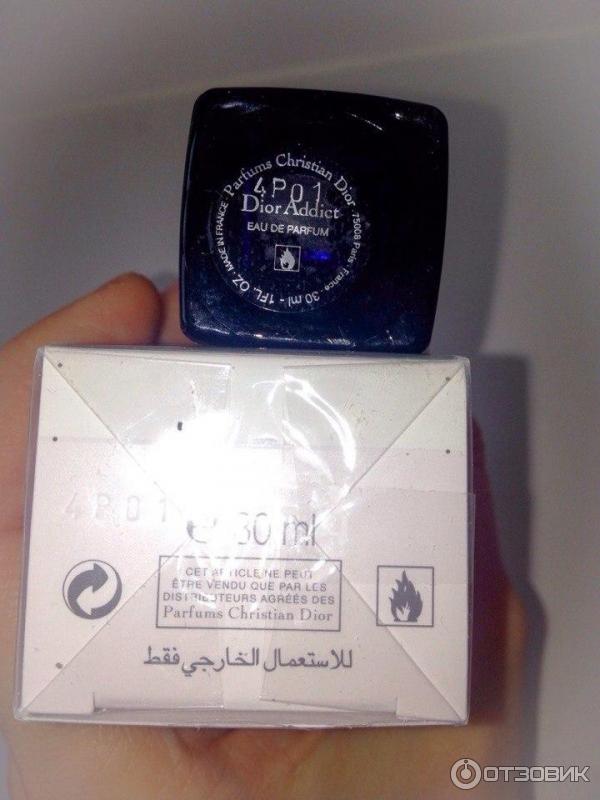 Parfums Christian Dior
75008 Paris · France · 30 ml - 1FL. OZ. · MADE IN FRANCE ·
4P01
Dior Addict
EAU DE PARFUM
4P01
e 30 ml
CET ARTICLE NE PEUT
ÊTRE VENDU QUE PAR LES
DISTRIBUTEURS AGRÉÉS DES
Parfums Christian Dior
للاستعمال الخارجي فقط
ОТЗОВИК